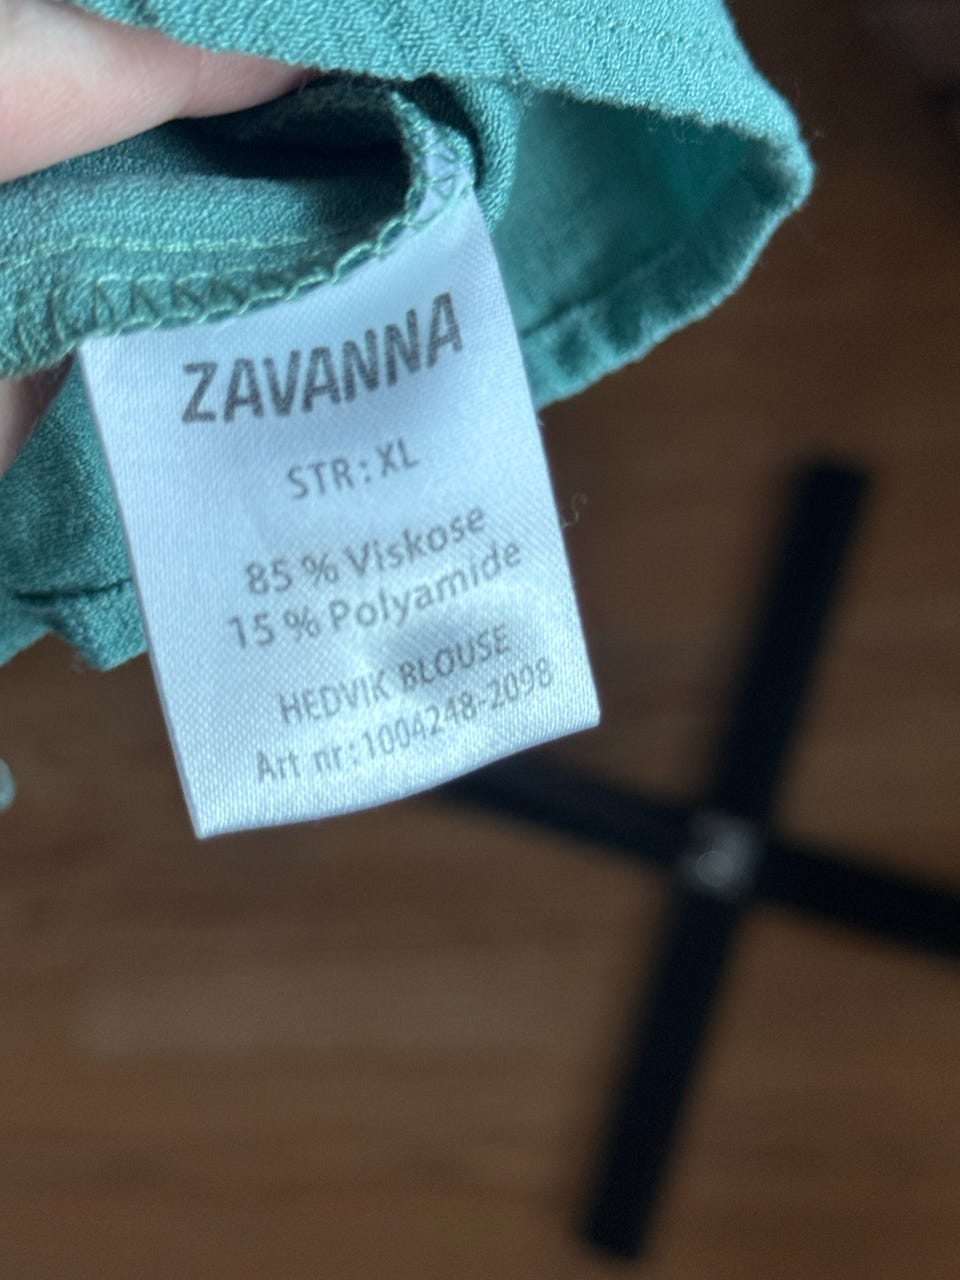 ZAVANNA
STR: XL
85 % Viskose
15 % Polyamide
HEDVIK BLOUSE
Art nr: 1004248-2098